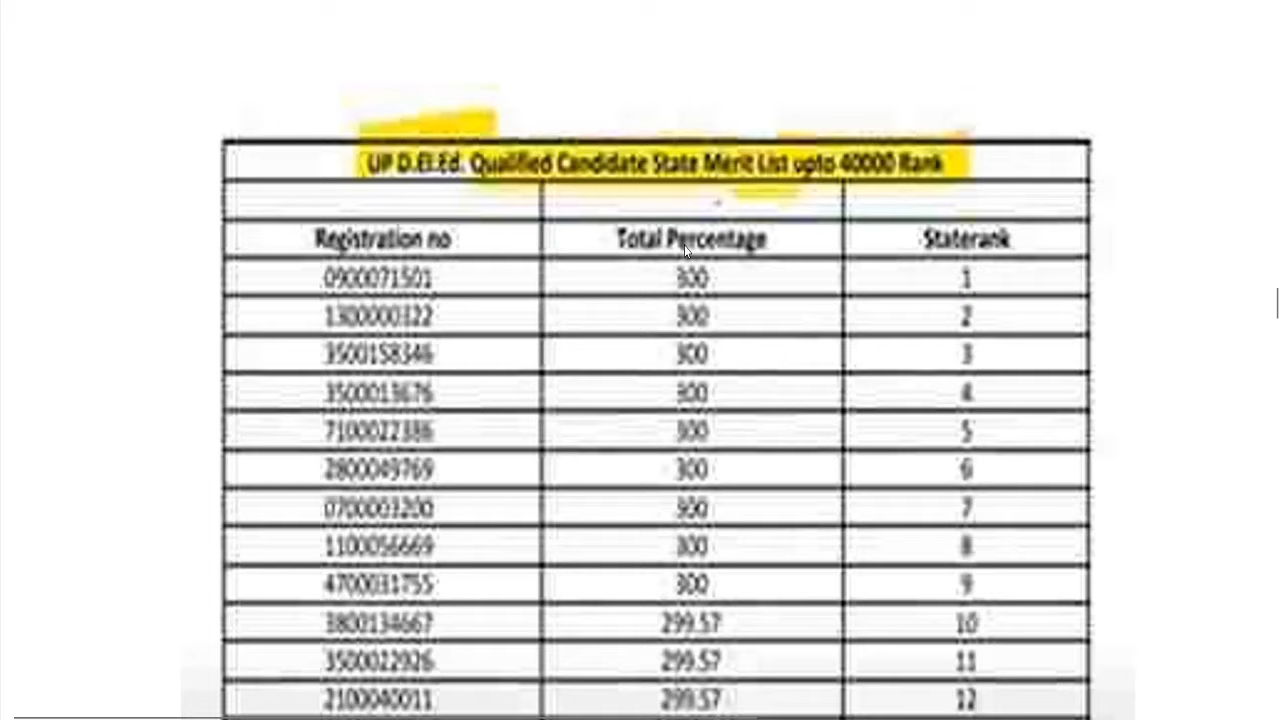 UP D.El.Ed. Qualified Candidate State Merit List upto 40000 Rank
Registration no Total Percentage Staterank
0900071501 300 1
1300000322 300 2
3500158346 300 3
3500013676 300 4
7100022386 300 5
2800049769 300 6
0700003200 300 7
1100056669 300 8
4700031755 300 9
3800134667 299.57 10
3500022926 299.57 11
2100040011 299.57 12